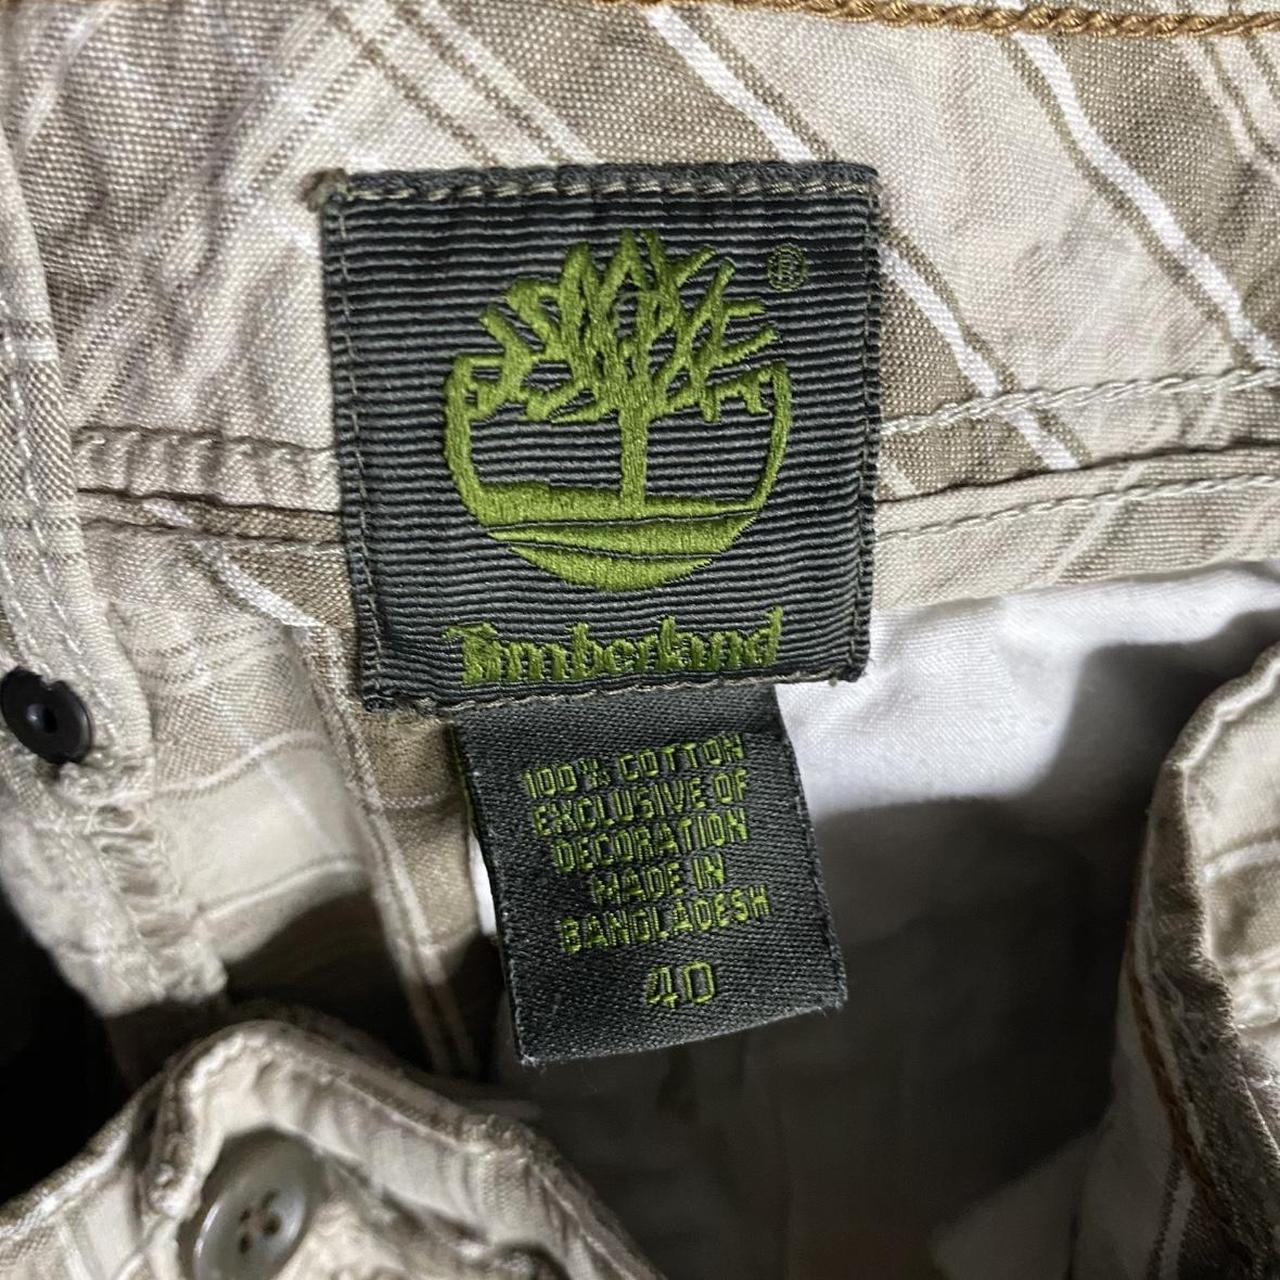 ®
Timberland
100% COTTON
EXCLUSIVE OF
DECORATION
MADE IN
BANGLADESH
40